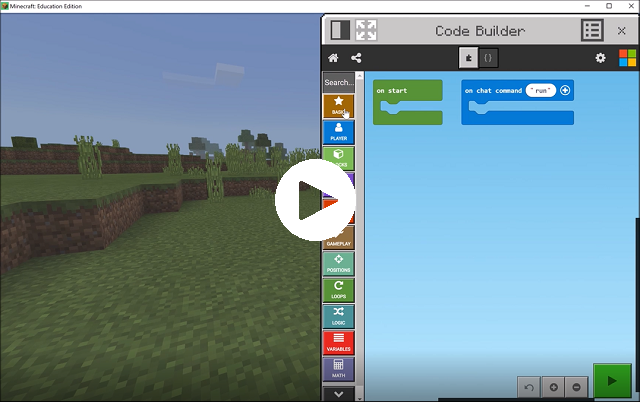 Minecraft: Education Edition
Code Builder
{}
Search...
BASIC
PLAYER
GAMEPLAY
POSITIONS
LOOPS
LOGIC
VARIABLES
MATH
on start
on chat command "run"